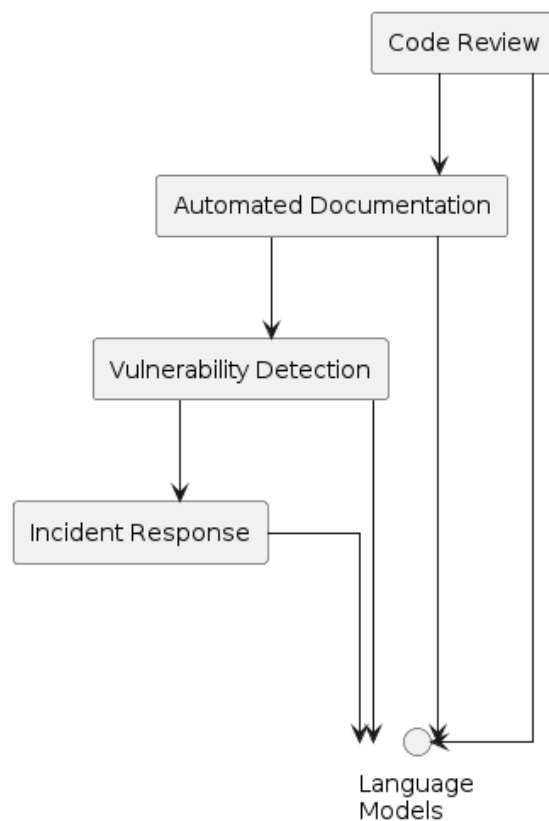 Code Review
Automated Documentation
Vulnerability Detection
Incident Response
Language
Models